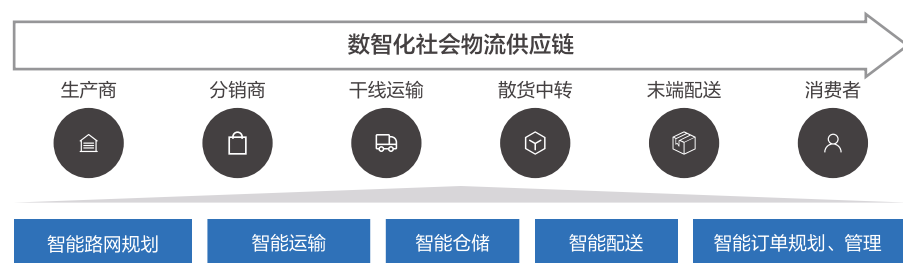 数智化社会物流供应链
生产商 分销商 干线运输 散货中转 末端配送 消费者
智能路网规划 智能运输 智能仓储 智能配送 智能订单规划、管理